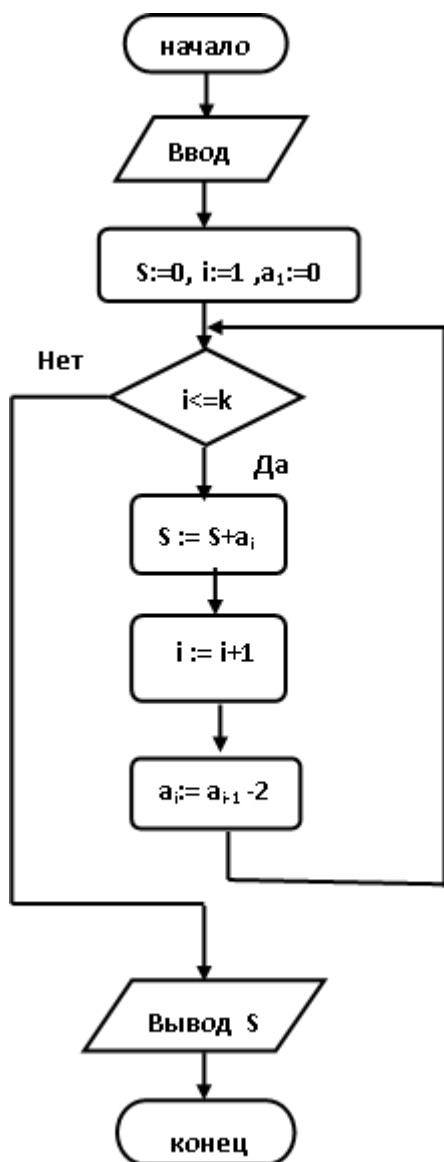 начало
Ввод
S:=0, i:=1 ,a₁:=0
Нет
i<=k
Да
S := S+aᵢ
i := i+1
aᵢ:= aᵢ₋₁ -2
Вывод S
конец